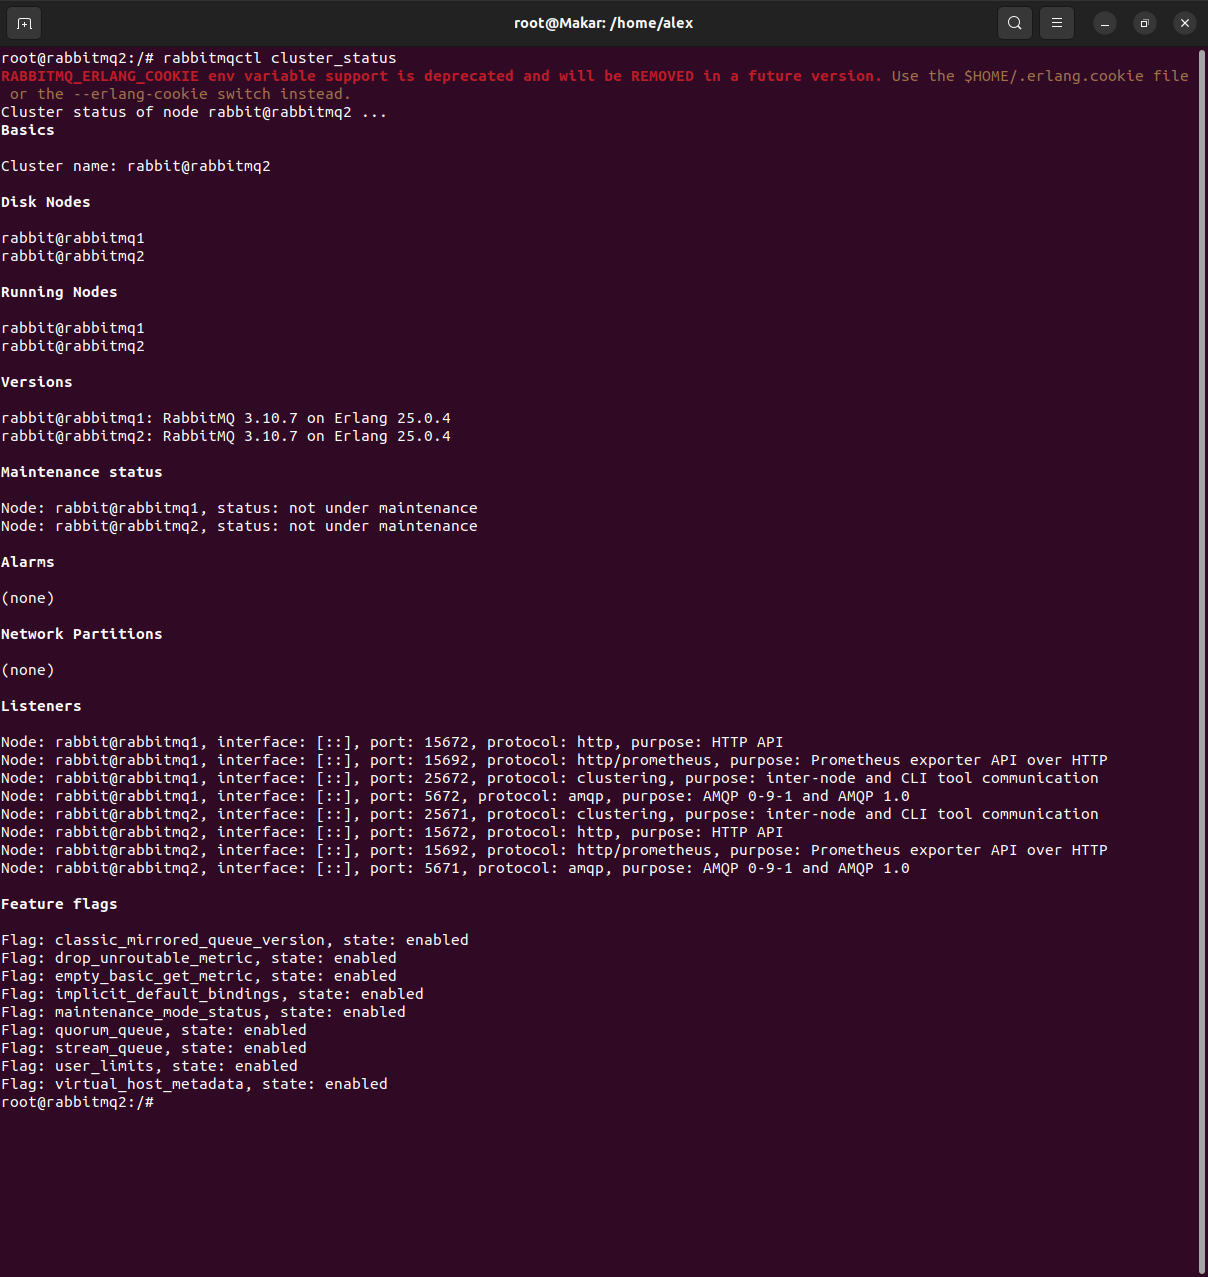 root@Makar: /home/alex
root@rabbitmq2:/# rabbitmqctl cluster_status
RABBITMQ_ERLANG_COOKIE env variable support is deprecated and will be REMOVED in a future version. Use the $HOME/.erlang.cookie file
 or the --erlang-cookie switch instead.
Cluster status of node rabbit@rabbitmq2 ...
Basics
Cluster name: rabbit@rabbitmq2
Disk Nodes
rabbit@rabbitmq1
rabbit@rabbitmq2
Running Nodes
rabbit@rabbitmq1
rabbit@rabbitmq2
Versions
rabbit@rabbitmq1: RabbitMQ 3.10.7 on Erlang 25.0.4
rabbit@rabbitmq2: RabbitMQ 3.10.7 on Erlang 25.0.4
Maintenance status
Node: rabbit@rabbitmq1, status: not under maintenance
Node: rabbit@rabbitmq2, status: not under maintenance
Alarms
(none)
Network Partitions
(none)
Listeners
Node: rabbit@rabbitmq1, interface: [::], port: 15672, protocol: http, purpose: HTTP API
Node: rabbit@rabbitmq1, interface: [::], port: 15692, protocol: http/prometheus, purpose: Prometheus exporter API over HTTP
Node: rabbit@rabbitmq1, interface: [::], port: 25672, protocol: clustering, purpose: inter-node and CLI tool communication
Node: rabbit@rabbitmq1, interface: [::], port: 5672, protocol: amqp, purpose: AMQP 0-9-1 and AMQP 1.0
Node: rabbit@rabbitmq2, interface: [::], port: 25671, protocol: clustering, purpose: inter-node and CLI tool communication
Node: rabbit@rabbitmq2, interface: [::], port: 15672, protocol: http, purpose: HTTP API
Node: rabbit@rabbitmq2, interface: [::], port: 15692, protocol: http/prometheus, purpose: Prometheus exporter API over HTTP
Node: rabbit@rabbitmq2, interface: [::], port: 5671, protocol: amqp, purpose: AMQP 0-9-1 and AMQP 1.0
Feature flags
Flag: classic_mirrored_queue_version, state: enabled
Flag: drop_unroutable_metric, state: enabled
Flag: empty_basic_get_metric, state: enabled
Flag: implicit_default_bindings, state: enabled
Flag: maintenance_mode_status, state: enabled
Flag: quorum_queue, state: enabled
Flag: stream_queue, state: enabled
Flag: user_limits, state: enabled
Flag: virtual_host_metadata, state: enabled
root@rabbitmq2:/#